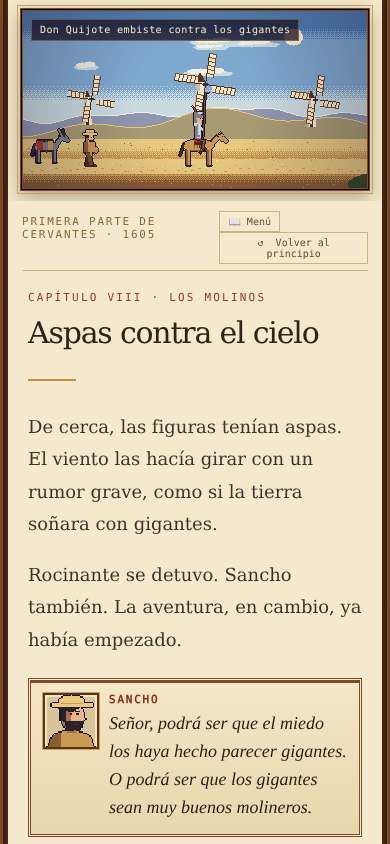 Don Quijote embiste contra los gigantes
PRIMERA PARTE DE
CERVANTES · 1605
📖 Menú
↺ Volver al
principio
CAPÍTULO VIII · LOS MOLINOS
Aspas contra el cielo
De cerca, las figuras tenían aspas.
El viento las hacía girar con un
rumor grave, como si la tierra
soñara con gigantes.
Rocinante se detuvo. Sancho
también. La aventura, en cambio, ya
había empezado.
SANCHO
Señor, podrá ser que el miedo
los haya hecho parecer gigantes.
O podrá ser que los gigantes
sean muy buenos molineros.